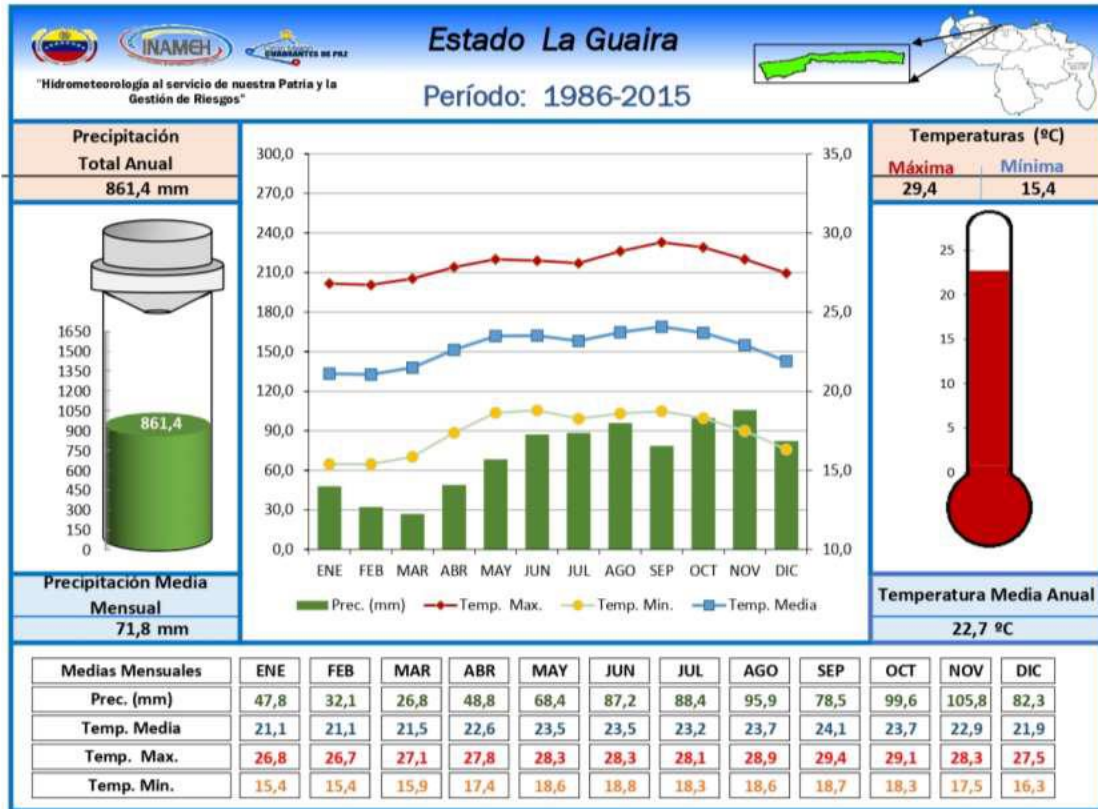 INAMEH
CUADRANTES DE PAZ
"Hidrometeorología al servicio de nuestra Patria y la
Gestión de Riesgos"
Estado La Guaira
Período: 1986-2015
Precipitación
Total Anual
861,4 mm
1650
1500
1350
1200
1050
900
750
600
450
300
150
0
861,4
Precipitación Media
Mensual
71,8 mm
300,0
270,0
240,0
210,0
180,0
150,0
120,0
90,0
60,0
30,0
0,0
35,0
30,0
25,0
20,0
15,0
10,0
ENE FEB MAR ABR MAY JUN JUL AGO SEP OCT NOV DIC
Prec. (mm) Temp. Max. Temp. Min. Temp. Media
Temperaturas (ºC)
Máxima Mínima
29,4 15,4
25
20
15
10
5
0
Temperatura Media Anual
22,7 ºC
Medias Mensuales ENE FEB MAR ABR MAY JUN JUL AGO SEP OCT NOV DIC
Prec. (mm) 47,8 32,1 26,8 48,8 68,4 87,2 88,4 95,9 78,5 99,6 105,8 82,3
Temp. Media 21,1 21,1 21,5 22,6 23,5 23,5 23,2 23,7 24,1 23,7 22,9 21,9
Temp. Max. 26,8 26,7 27,1 27,8 28,3 28,3 28,1 28,9 29,4 29,1 28,3 27,5
Temp. Min. 15,4 15,4 15,9 17,4 18,6 18,8 18,3 18,6 18,7 18,3 17,5 16,3